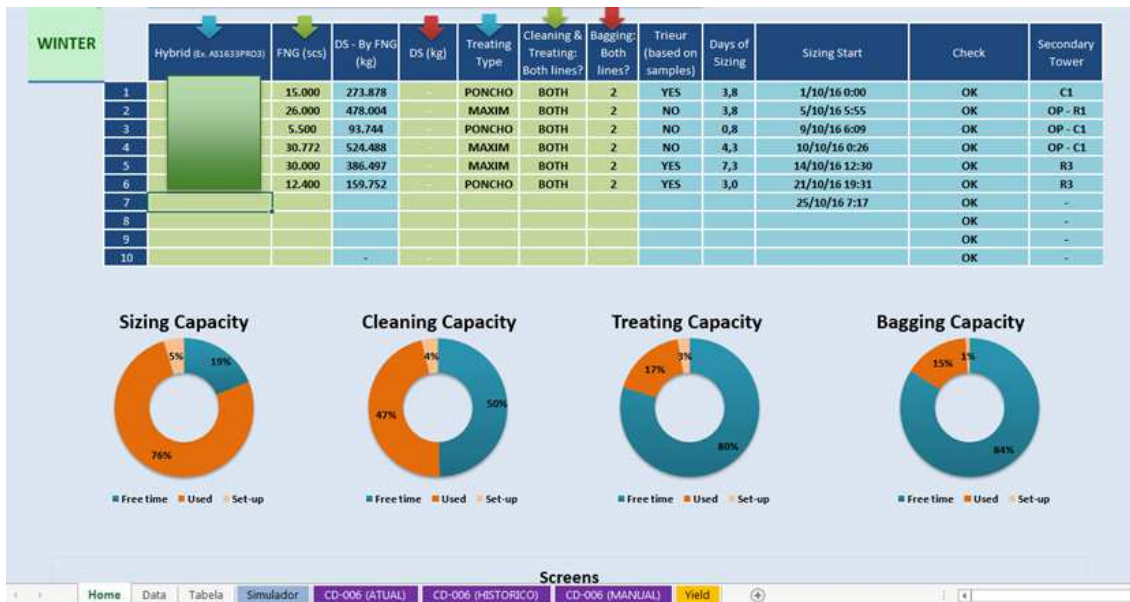 WINTER
Hybrid (Ex. AS1633PRO3) FNG (scs) DS - By FNG (kg) DS (kg) Treating Type Cleaning & Treating: Both lines? Bagging: Both lines? Trieur (based on samples) Days of Sizing Sizing Start Check Secondary Tower
1 15.000 273.878 - PONCHO BOTH 2 YES 3,8 1/10/16 0:00 OK C1
2 26.000 478.004 - MAXIM BOTH 2 NO 3,8 5/10/16 5:55 OK OP - R1
3 5.500 93.744 - PONCHO BOTH 2 NO 0,8 9/10/16 6:09 OK OP - C1
4 30.772 524.488 - MAXIM BOTH 2 NO 4,3 10/10/16 0:26 OK OP - C1
5 30.000 386.497 - MAXIM BOTH 2 YES 7,3 14/10/16 12:30 OK R3
6 12.400 159.752 - PONCHO BOTH 2 YES 3,0 21/10/16 19:31 OK R3
7 25/10/16 7:17 OK -
8 OK -
9 OK -
10 - OK -
Sizing Capacity Cleaning Capacity Treating Capacity Bagging Capacity
5% 19% 4% 3% 15% 1%
17%
47% 50%
76% 80% 84%
Free time Used Set-up Free time Used Set-up Free time Used Set-up Free time Used Set-up
Screens
Home Data Tabela Simulador CD-006 (ATUAL) CD-006 (HISTORICO) CD-006 (MANUAL) Yield